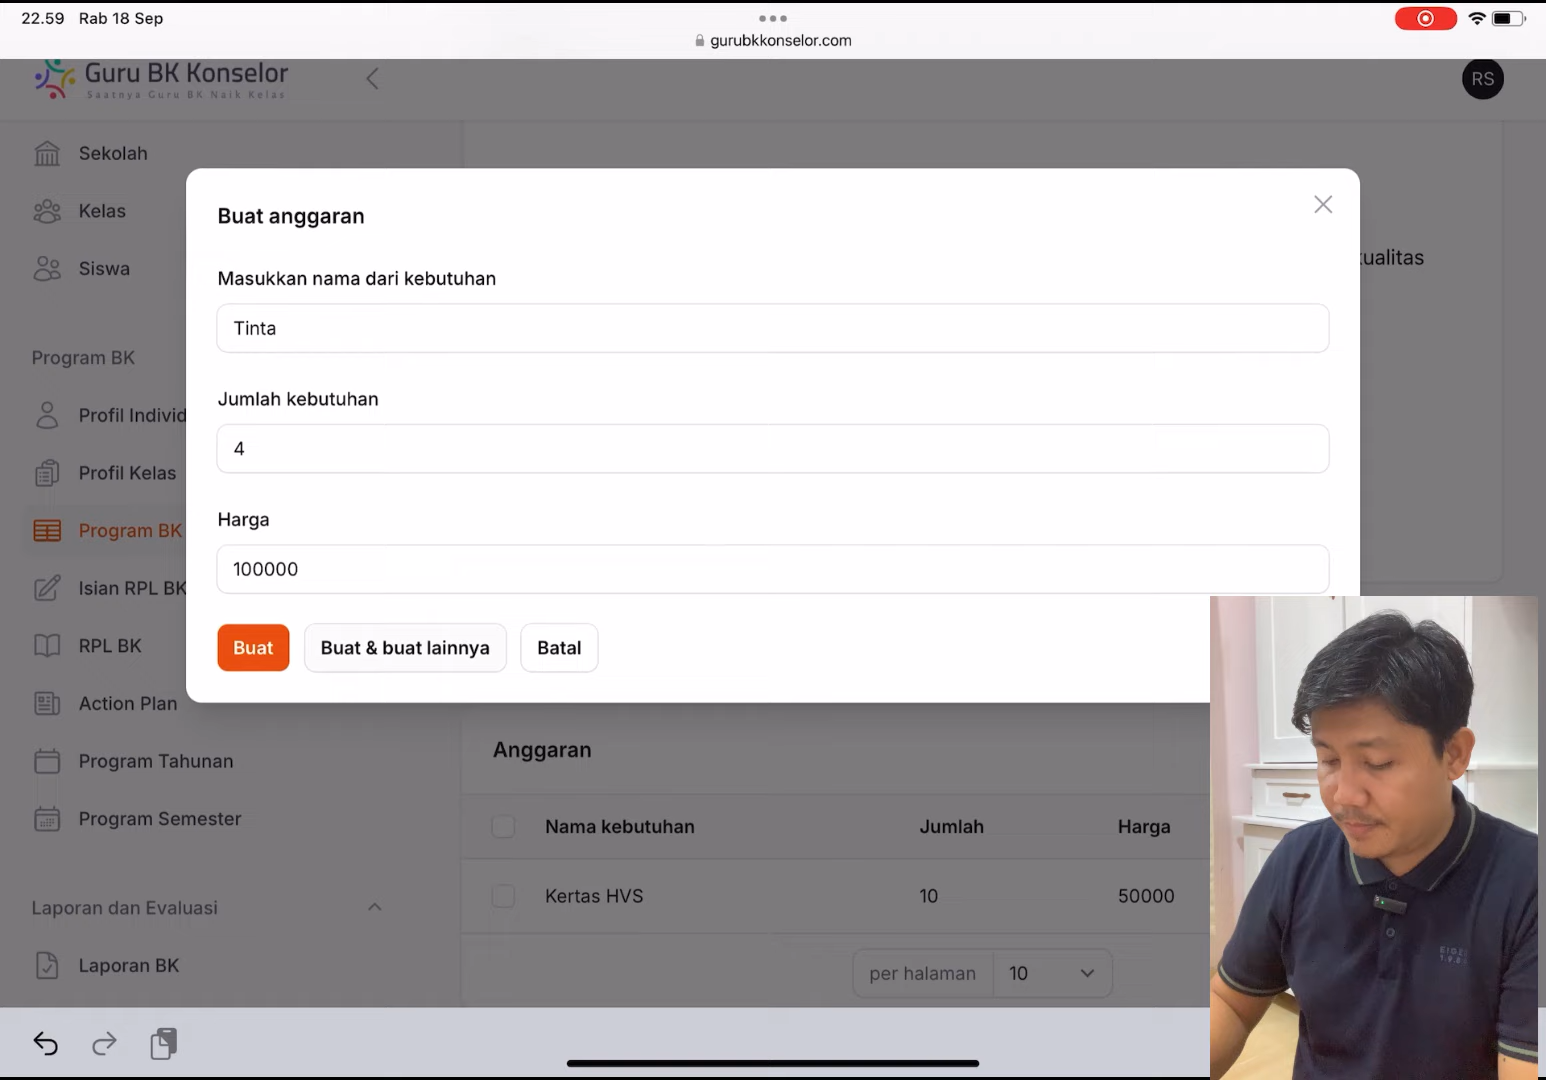 22.59 Rab 18 Sep
gurubkkonselor.com
Guru BK Konselor
Saatnya Guru BK Naik Kelas
RS
Sekolah
Kelas
Siswa
Program BK
Profil Individ
Profil Kelas
Program BK
Isian RPL BK
RPL BK
Action Plan
Program Tahunan
Program Semester
Laporan dan Evaluasi
Laporan BK
Buat anggaran
Masukkan nama dari kebutuhan
Tinta
Jumlah kebutuhan
4
Harga
100000
Buat
Buat & buat lainnya
Batal
ualitas
Anggaran
Nama kebutuhan Jumlah Harga
Kertas HVS 10 50000
per halaman 10